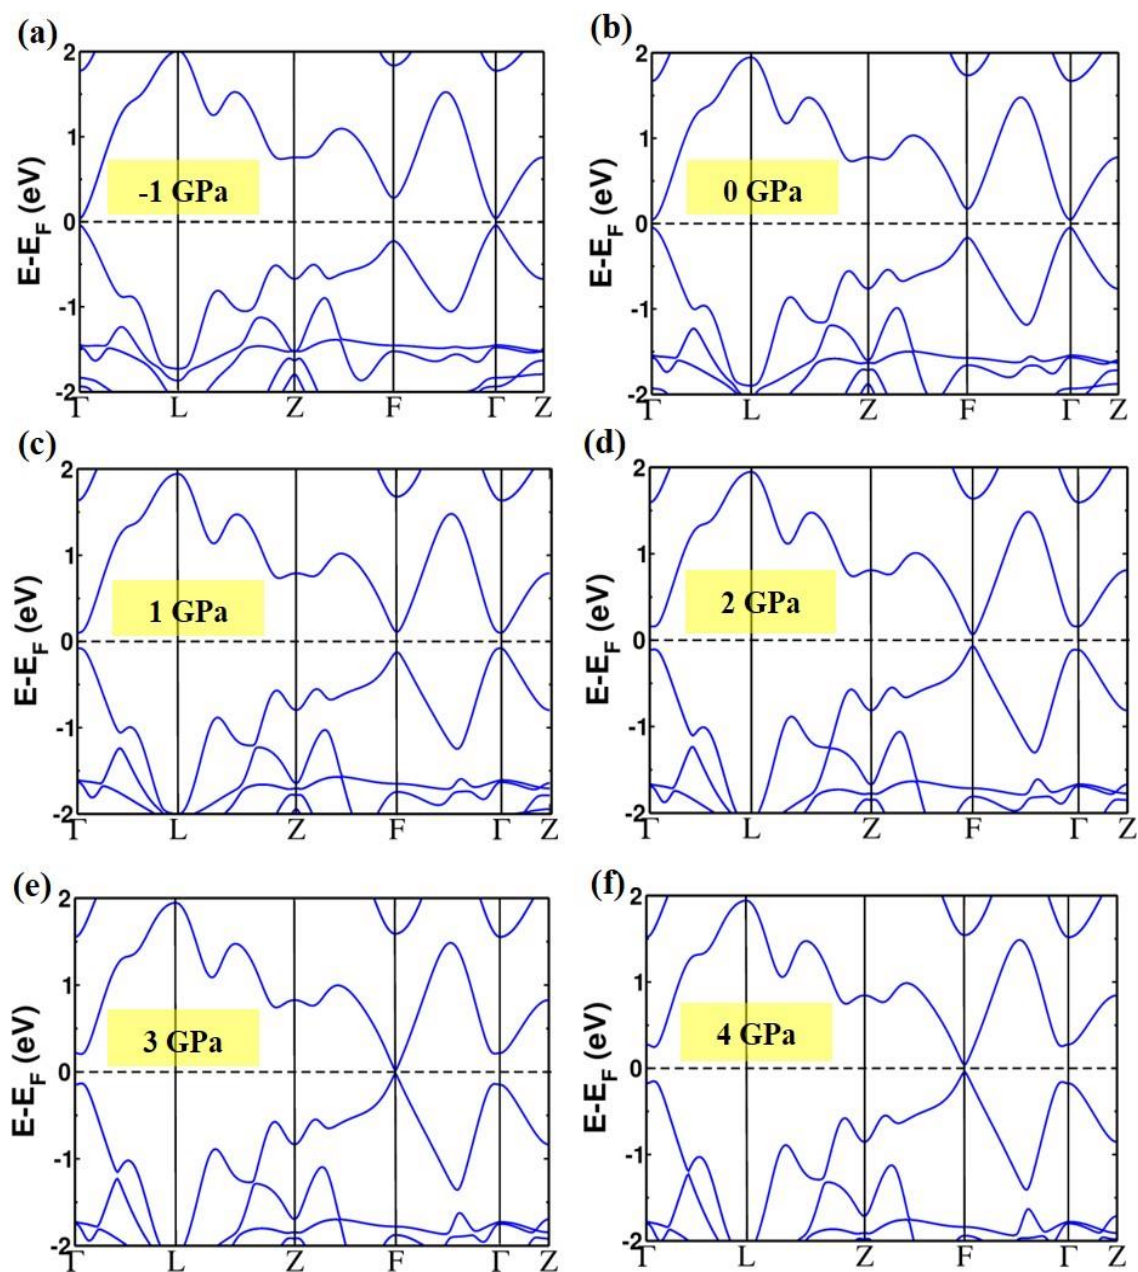 (a)
(b)
2
1
0
-1
-2
E-E_F (eV)
-1 GPa
Γ L Z F Γ Z
2
1
0
-1
-2
E-E_F (eV)
0 GPa
Γ L Z F Γ Z
(c)
(d)
2
1
0
-1
-2
E-E_F (eV)
1 GPa
Γ L Z F Γ Z
2
1
0
-1
-2
E-E_F (eV)
2 GPa
Γ L Z F Γ Z
(e)
(f)
2
1
0
-1
-2
E-E_F (eV)
3 GPa
Γ L Z F Γ Z
2
1
0
-1
-2
E-E_F (eV)
4 GPa
Γ L Z F Γ Z